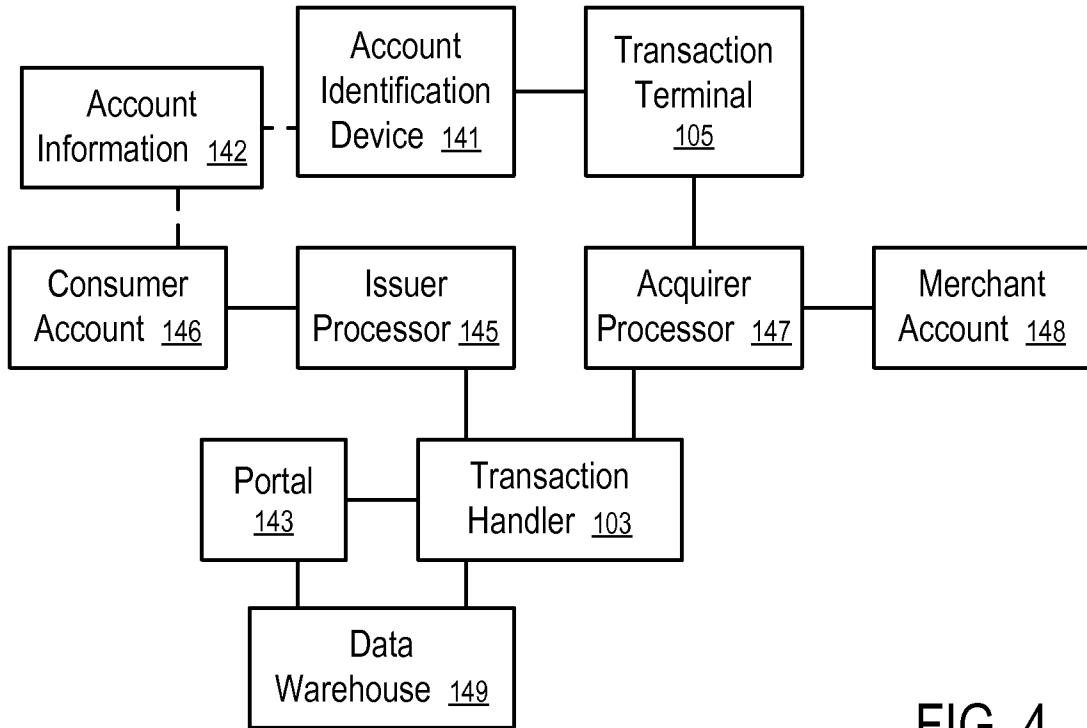 Account
Information 142
Account
Identification
Device 141
Transaction
Terminal
105
Consumer
Account 146
Issuer
Processor 145
Acquirer
Processor 147
Merchant
Account 148
Portal
143
Transaction
Handler 103
Data
Warehouse 149
FIG. 4